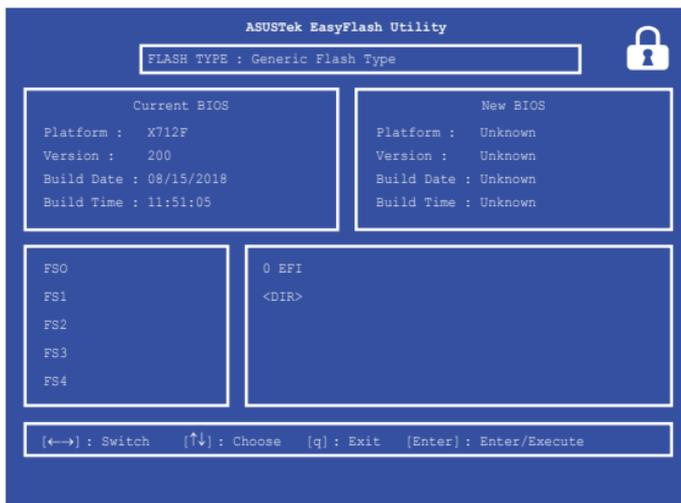 ASUSTek EasyFlash Utility
FLASH TYPE : Generic Flash Type
Current BIOS
Platform : X712F
Version : 200
Build Date : 08/15/2018
Build Time : 11:51:05
New BIOS
Platform : Unknown
Version : Unknown
Build Date : Unknown
Build Time : Unknown
FS0
FS1
FS2
FS3
FS4
0 EFI
<DIR>
[←→] : Switch [↑↓] : Choose [q] : Exit [Enter] : Enter/Execute